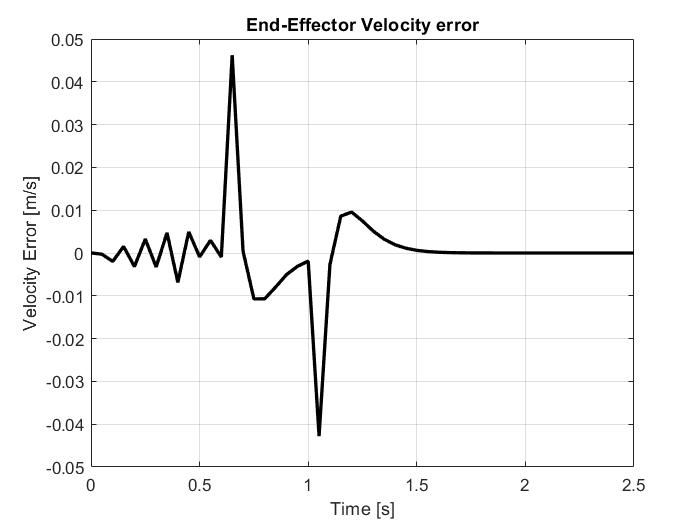 End-Effector Velocity error
0.05
0.04
0.03
0.02
0.01
0
-0.01
-0.02
-0.03
-0.04
-0.05
Velocity Error [m/s]
0 0.5 1 1.5 2 2.5
Time [s]